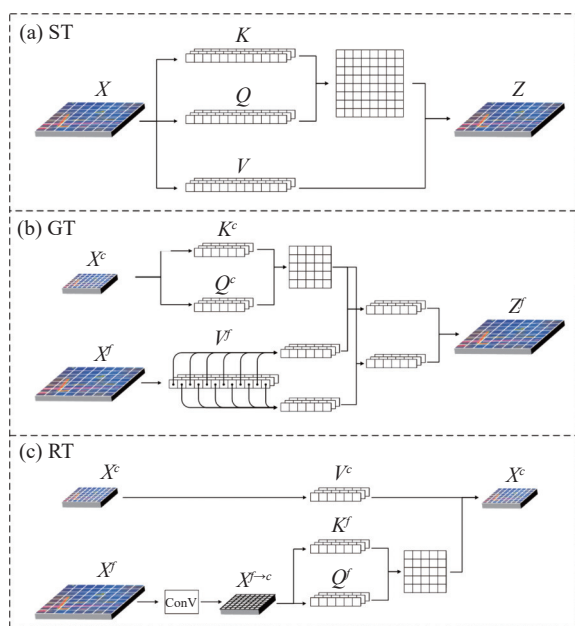 (a) ST
K
X
Q
Z
V
(b) GT
K^c
X^c
Q^c
V^f
X^f
Z^f
(c) RT
X^c
V^c
X^c
K^f
X^f
ConV
X^{f→c}
Q^f